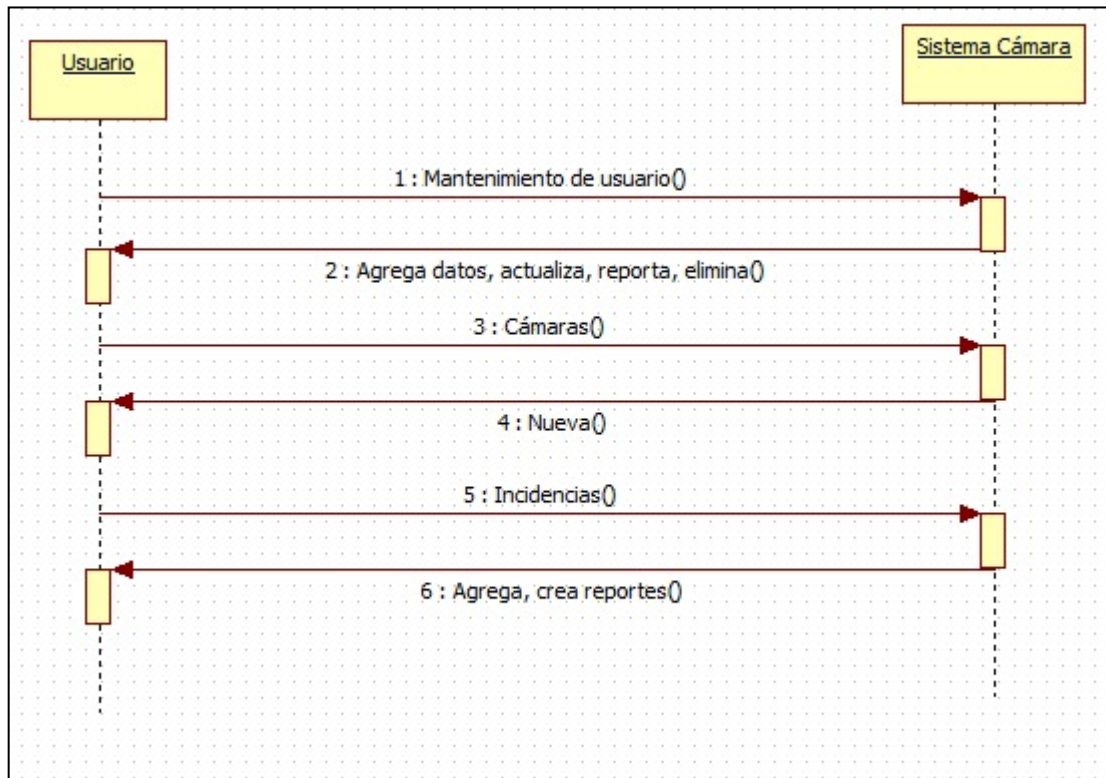 Usuario
Sistema Cámara
1 : Mantenimiento de usuario()
2 : Agrega datos, actualiza, reporta, elimina()
3 : Cámaras()
4 : Nueva()
5 : Incidencias()
6 : Agrega, crea reportes()